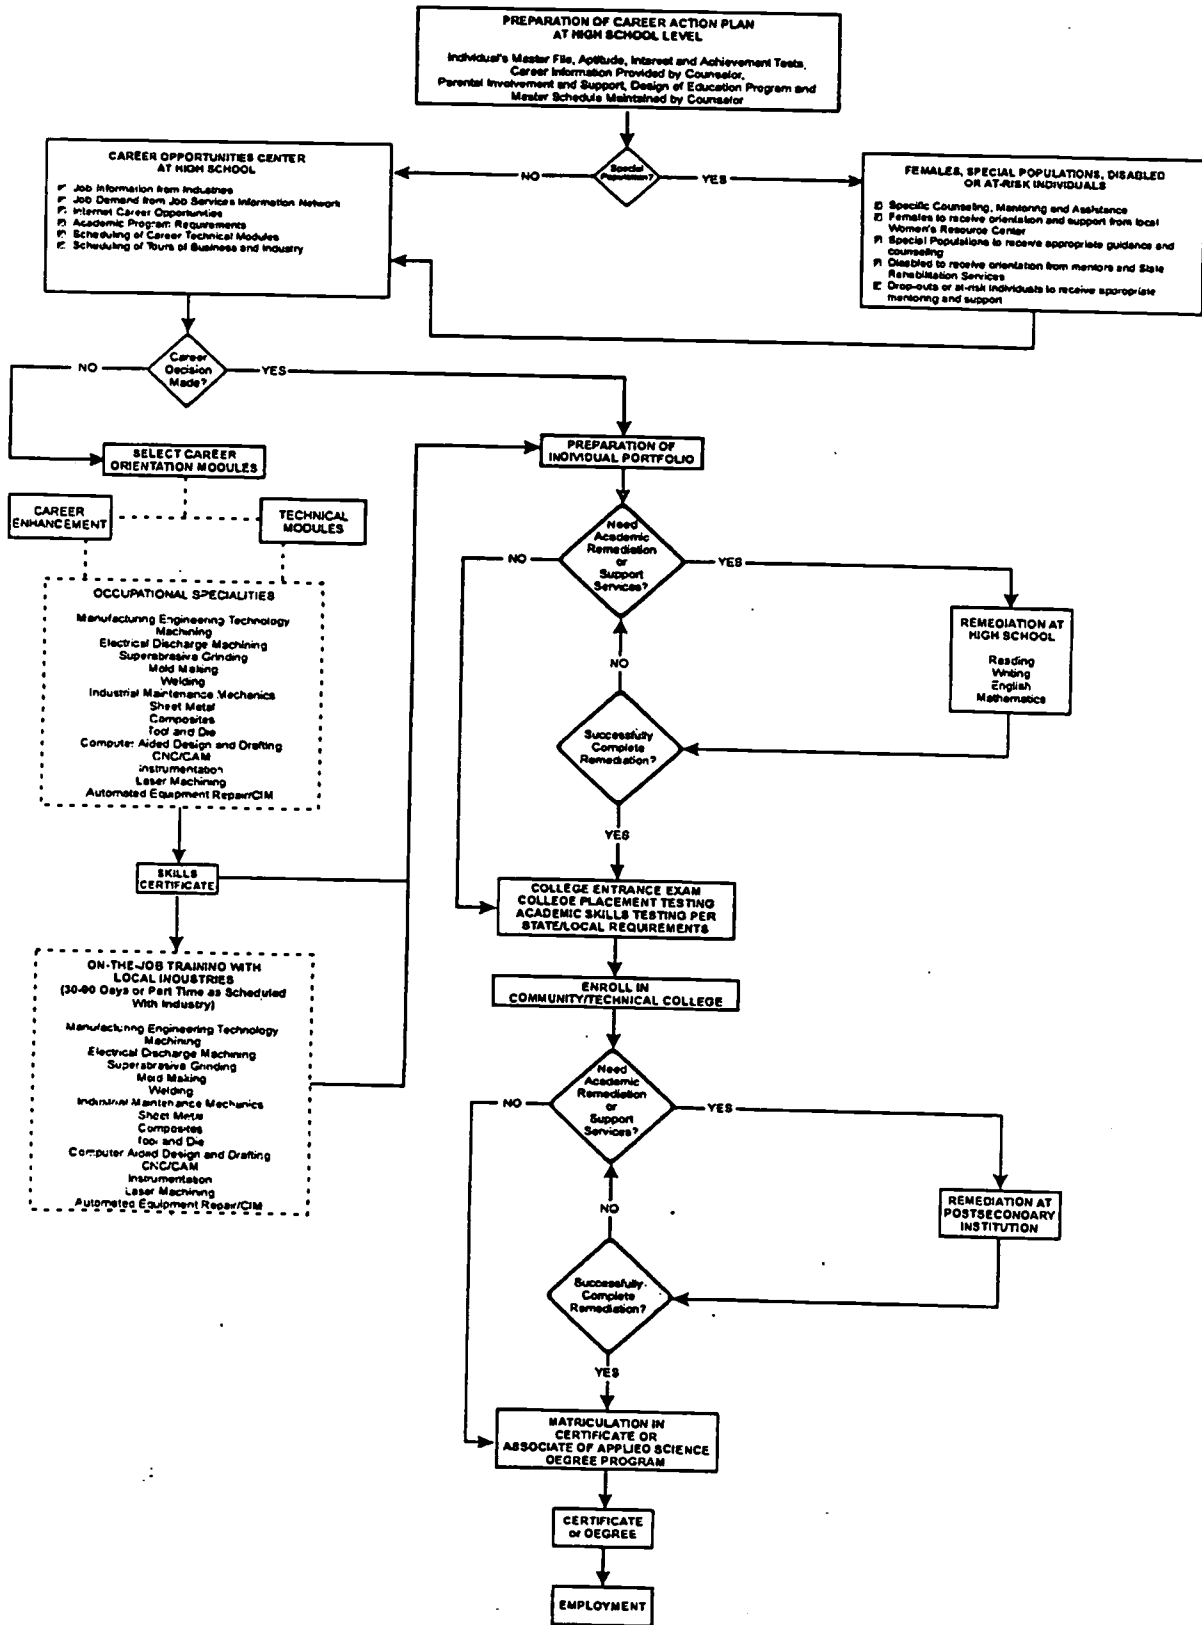 PREPARATION OF CAREER ACTION PLAN
AT HIGH SCHOOL LEVEL
Individual's Master File, Aptitude, Interest and Achievement Tests,
Career Information Provided by Counselor,
Parental Involvement and Support, Design of Education Program and
Master Schedule Maintained by Counselor
Special
Population?
NO
YES
CAREER OPPORTUNITIES CENTER
AT HIGH SCHOOL
Job Information from Industries
Job Demand from Job Services Information Network
Internet Career Opportunities
Academic Program Requirements
Scheduling of Career Technical Modules
Scheduling of Tours of Business and Industry
FEMALES, SPECIAL POPULATIONS, DISABLED
OR AT-RISK INDIVIDUALS
Specific Counseling, Mentoring and Assistance
Females to receive orientation and support from local
Women's Resource Center
Special Populations to receive appropriate guidance and
counseling
Disabled to receive orientation from mentors and State
Rehabilitation Services
Drop-outs or at-risk individuals to receive appropriate
mentoring and support
Career
Decision
Made?
NO
YES
SELECT CAREER
ORIENTATION MODULES
CAREER
ENHANCEMENT
TECHNICAL
MODULES
OCCUPATIONAL SPECIALITIES
Manufacturing Engineering Technology
Machining
Electrical Discharge Machining
Superabrasive Grinding
Mold Making
Welding
Industrial Maintenance Mechanics
Sheet Metal
Composites
Tool and Die
Computer Aided Design and Drafting
CNC/CAM
Instrumentation
Laser Machining
Automated Equipment Repair/CIM
SKILLS
CERTIFICATE
ON-THE-JOB TRAINING WITH
LOCAL INDUSTRIES
(30-90 Days or Part Time as Scheduled
With Industry)
Manufacturing Engineering Technology
Machining
Electrical Discharge Machining
Superabrasive Grinding
Mold Making
Welding
Industrial Maintenance Mechanics
Sheet Metal
Composites
Tool and Die
Computer Aided Design and Drafting
CNC/CAM
Instrumentation
Laser Machining
Automated Equipment Repair/CIM
PREPARATION OF
INDIVIDUAL PORTFOLIO
Need
Academic
Remediation
or
Support
Services?
NO
YES
REMEDIATION AT
HIGH SCHOOL
Reading
Writing
English
Mathematics
NO
Successfully
Complete
Remediation?
YES
COLLEGE ENTRANCE EXAM
COLLEGE PLACEMENT TESTING
ACADEMIC SKILLS TESTING PER
STATE/LOCAL REQUIREMENTS
ENROLL IN
COMMUNITY/TECHNICAL COLLEGE
Need
Academic
Remediation
or
Support
Services?
NO
YES
REMEDIATION AT
POSTSECONDARY
INSTITUTION
NO
Successfully
Complete
Remediation?
YES
MATRICULATION IN
CERTIFICATE OR
ASSOCIATE OF APPLIED SCIENCE
DEGREE PROGRAM
CERTIFICATE
or DEGREE
EMPLOYMENT